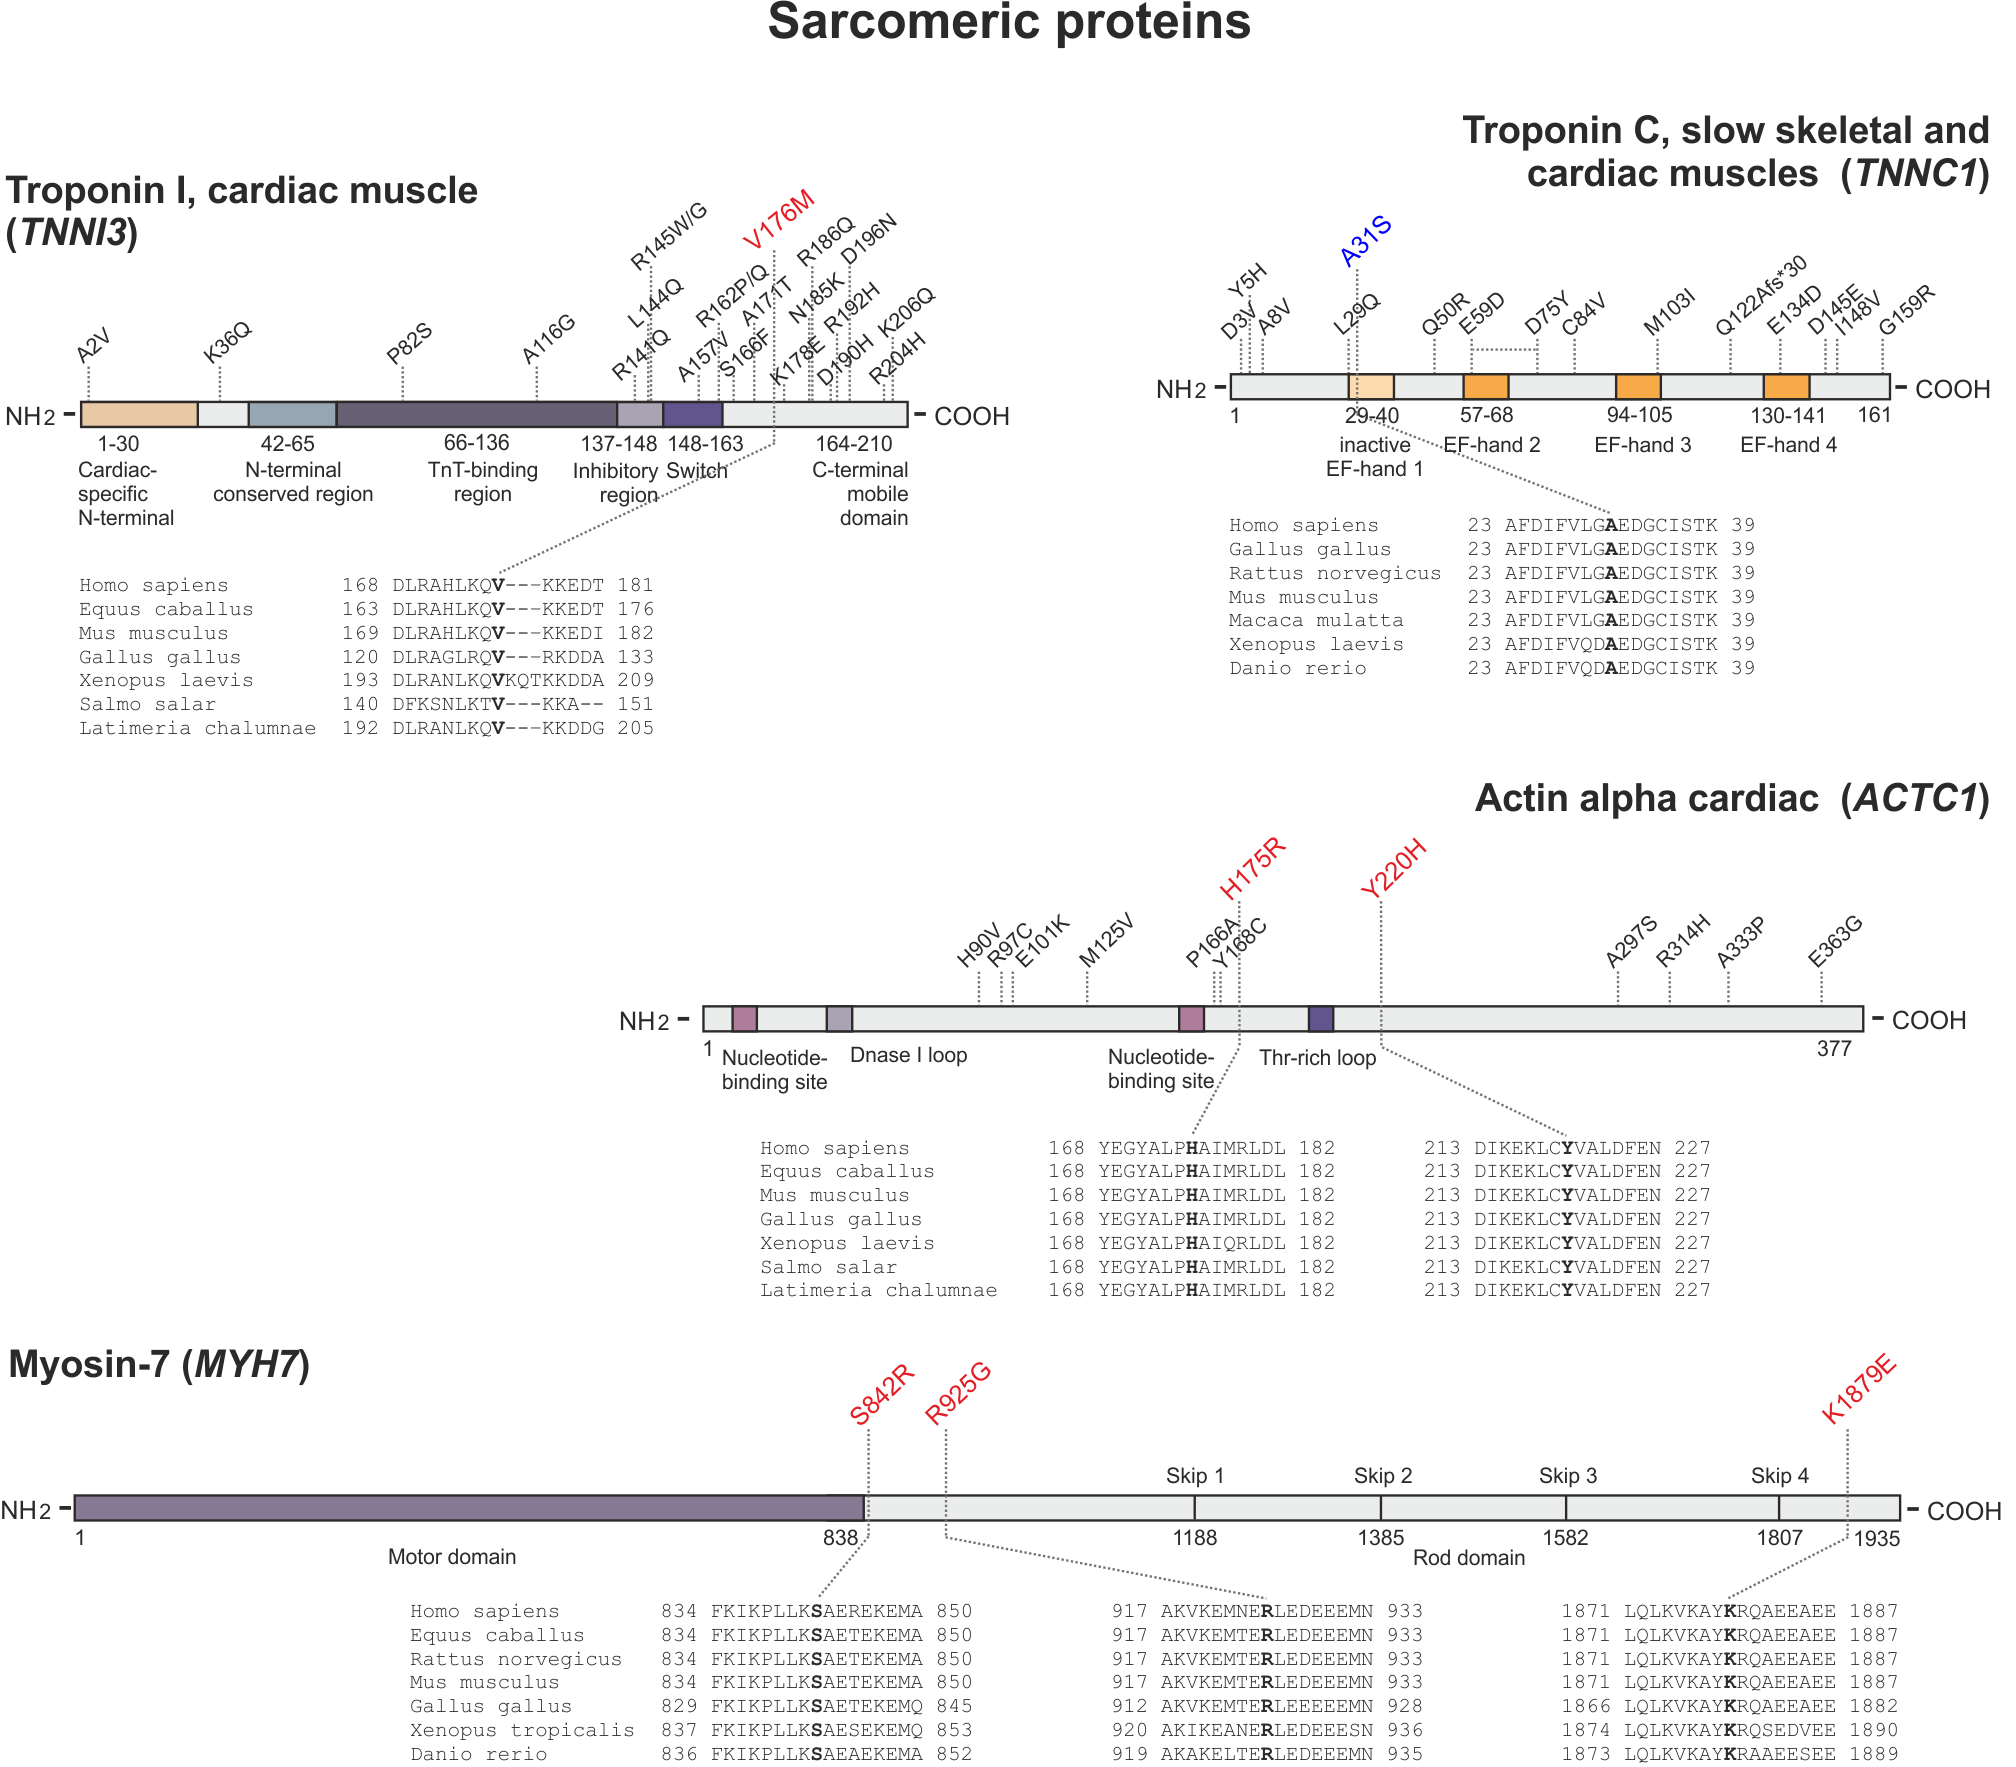 Sarcomeric proteins
Troponin I, cardiac muscle
(TNNI3)
A2V
K36Q
P82S
A116G
R141Q
L144Q
R145W/G
A157V
R162P/Q
S166F
A171T
V176M
K178E
N185K
R186Q
D190H
R192H
D196N
R204H
K206Q
NH2
COOH
1-30
42-65
66-136
137-148
148-163
164-210
Cardiac-
specific
N-terminal
N-terminal
conserved region
TnT-binding
region
Inhibitory
region
Switch
C-terminal
mobile
domain
Homo sapiens 168 DLRAHLKQV---KKEDT 181
Equus caballus 163 DLRAHLKQV---KKEDT 176
Mus musculus 169 DLRAHLKQV---KKEDI 182
Gallus gallus 120 DLRAGLRQV---RKDDA 133
Xenopus laevis 193 DLRANLKQVKQTKKDDA 209
Salmo salar 140 DFKSNLKTV---KKA-- 151
Latimeria chalumnae 192 DLRANLKQV---KKDDG 205
Troponin C, slow skeletal and
cardiac muscles (TNNC1)
D3V
Y5H
A8V
L29Q
A31S
Q50R
E59D
D75Y
C84V
M103I
Q122Afs*30
E134D
D145E
I148V
G159R
NH2
COOH
1
29-40
57-68
94-105
130-141
161
inactive
EF-hand 1
EF-hand 2
EF-hand 3
EF-hand 4
Homo sapiens 23 AFDIFVLGAEDGCISTK 39
Gallus gallus 23 AFDIFVLGAEDGCISTK 39
Rattus norvegicus 23 AFDIFVLGAEDGCISTK 39
Mus musculus 23 AFDIFVLGAEDGCISTK 39
Macaca mulatta 23 AFDIFVLGAEDGCISTK 39
Xenopus laevis 23 AFDIFVQDAEDGCISTK 39
Danio rerio 23 AFDIFVQDAEDGCISTK 39
Actin alpha cardiac (ACTC1)
H90V
R97C
E101K
M125V
P166A
Y168C
H175R
Y220H
A297S
R314H
A333P
E363G
NH2
COOH
1
377
Nucleotide-
binding site
Dnase I loop
Nucleotide-
binding site
Thr-rich loop
Homo sapiens 168 YEGYALPHAIMRLDL 182 213 DIKEKLCYVALDFEN 227
Equus caballus 168 YEGYALPHAIMRLDL 182 213 DIKEKLCYVALDFEN 227
Mus musculus 168 YEGYALPHAIMRLDL 182 213 DIKEKLCYVALDFEN 227
Gallus gallus 168 YEGYALPHAIMRLDL 182 213 DIKEKLCYVALDFEN 227
Xenopus laevis 168 YEGYALPHAIQRLDL 182 213 DIKEKLCYVALDFEN 227
Salmo salar 168 YEGYALPHAIMRLDL 182 213 DIKEKLCYVALDFEN 227
Latimeria chalumnae 168 YEGYALPHAIMRLDL 182 213 DIKEKLCYVALDFEN 227
Myosin-7 (MYH7)
S842R
R925G
K1879E
Skip 1
Skip 2
Skip 3
Skip 4
NH2
COOH
1
838
1188
1385
1582
1807
1935
Motor domain
Rod domain
Homo sapiens 834 FKIKPLLKSAEREKEMA 850 917 AKVKEMNERLEDEEEMN 933 1871 LQLKVKAYKRQAEEAEE 1887
Equus caballus 834 FKIKPLLKSAETEKEMA 850 917 AKVKEMTERLEDEEEMN 933 1871 LQLKVKAYKRQAEEAEE 1887
Rattus norvegicus 834 FKIKPLLKSAETEKEMA 850 917 AKVKEMTERLEDEEEMN 933 1871 LQLKVKAYKRQAEEAEE 1887
Mus musculus 834 FKIKPLLKSAETEKEMA 850 917 AKVKEMTERLEDEEEMN 933 1871 LQLKVKAYKRQAEEAEE 1887
Gallus gallus 829 FKIKPLLKSAETEKEMQ 845 912 AKVKEMTERLEEEEEMN 928 1866 LQLKVKAYKRQAEEAEE 1882
Xenopus tropicalis 837 FKIKPLLKSAESEKEMQ 853 920 AKIKEANERLEDEEESN 936 1874 LQLKVKAYKRQSEDVEE 1890
Danio rerio 836 FKIKPLLKSAEAEKEMA 852 919 AKAKELTERLEDEEEMN 935 1873 LQLKVKAYKRAAEESEE 1889